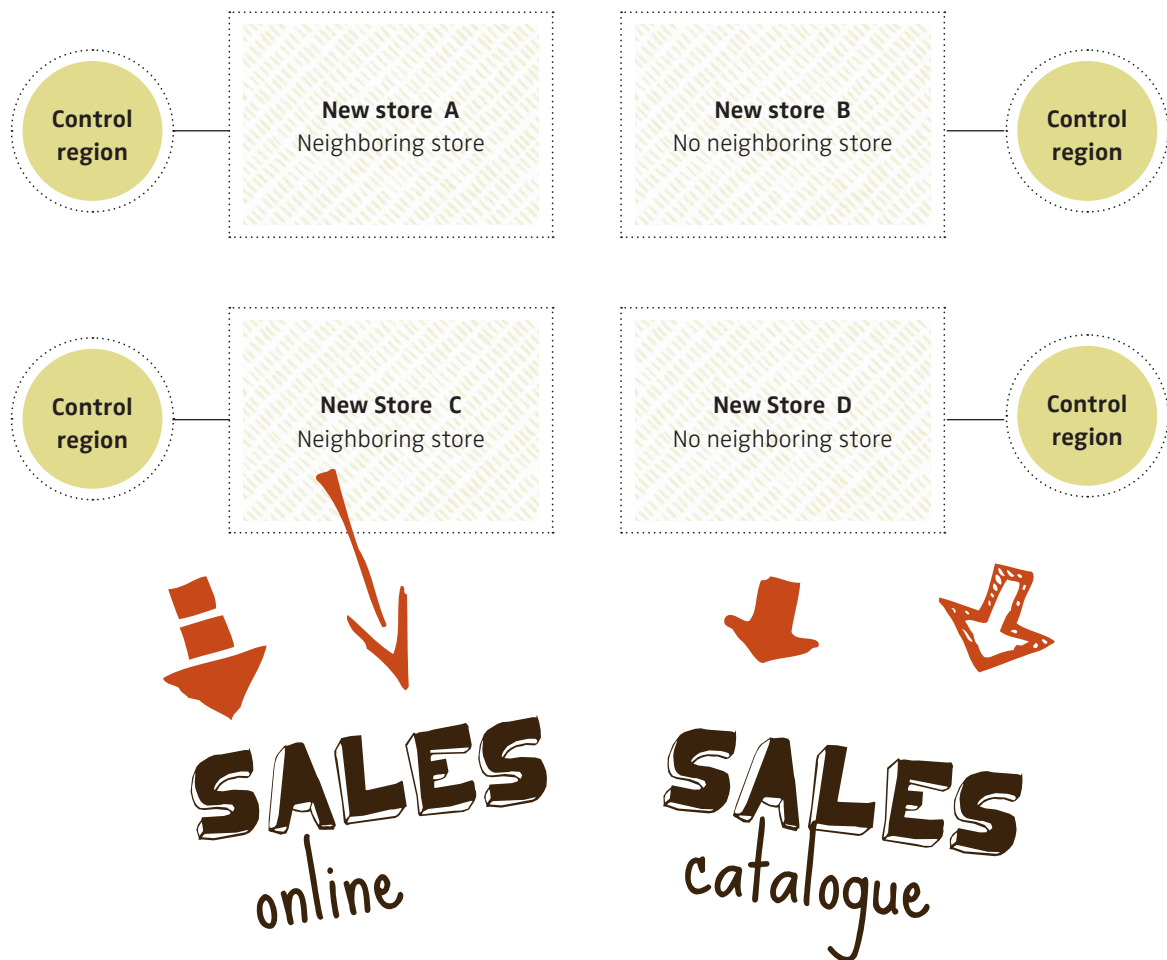 Control
region
New store A
Neighboring store
New store B
No neighboring store
Control
region
Control
region
New Store C
Neighboring store
New Store D
No neighboring store
Control
region
SALES
online
SALES
catalogue